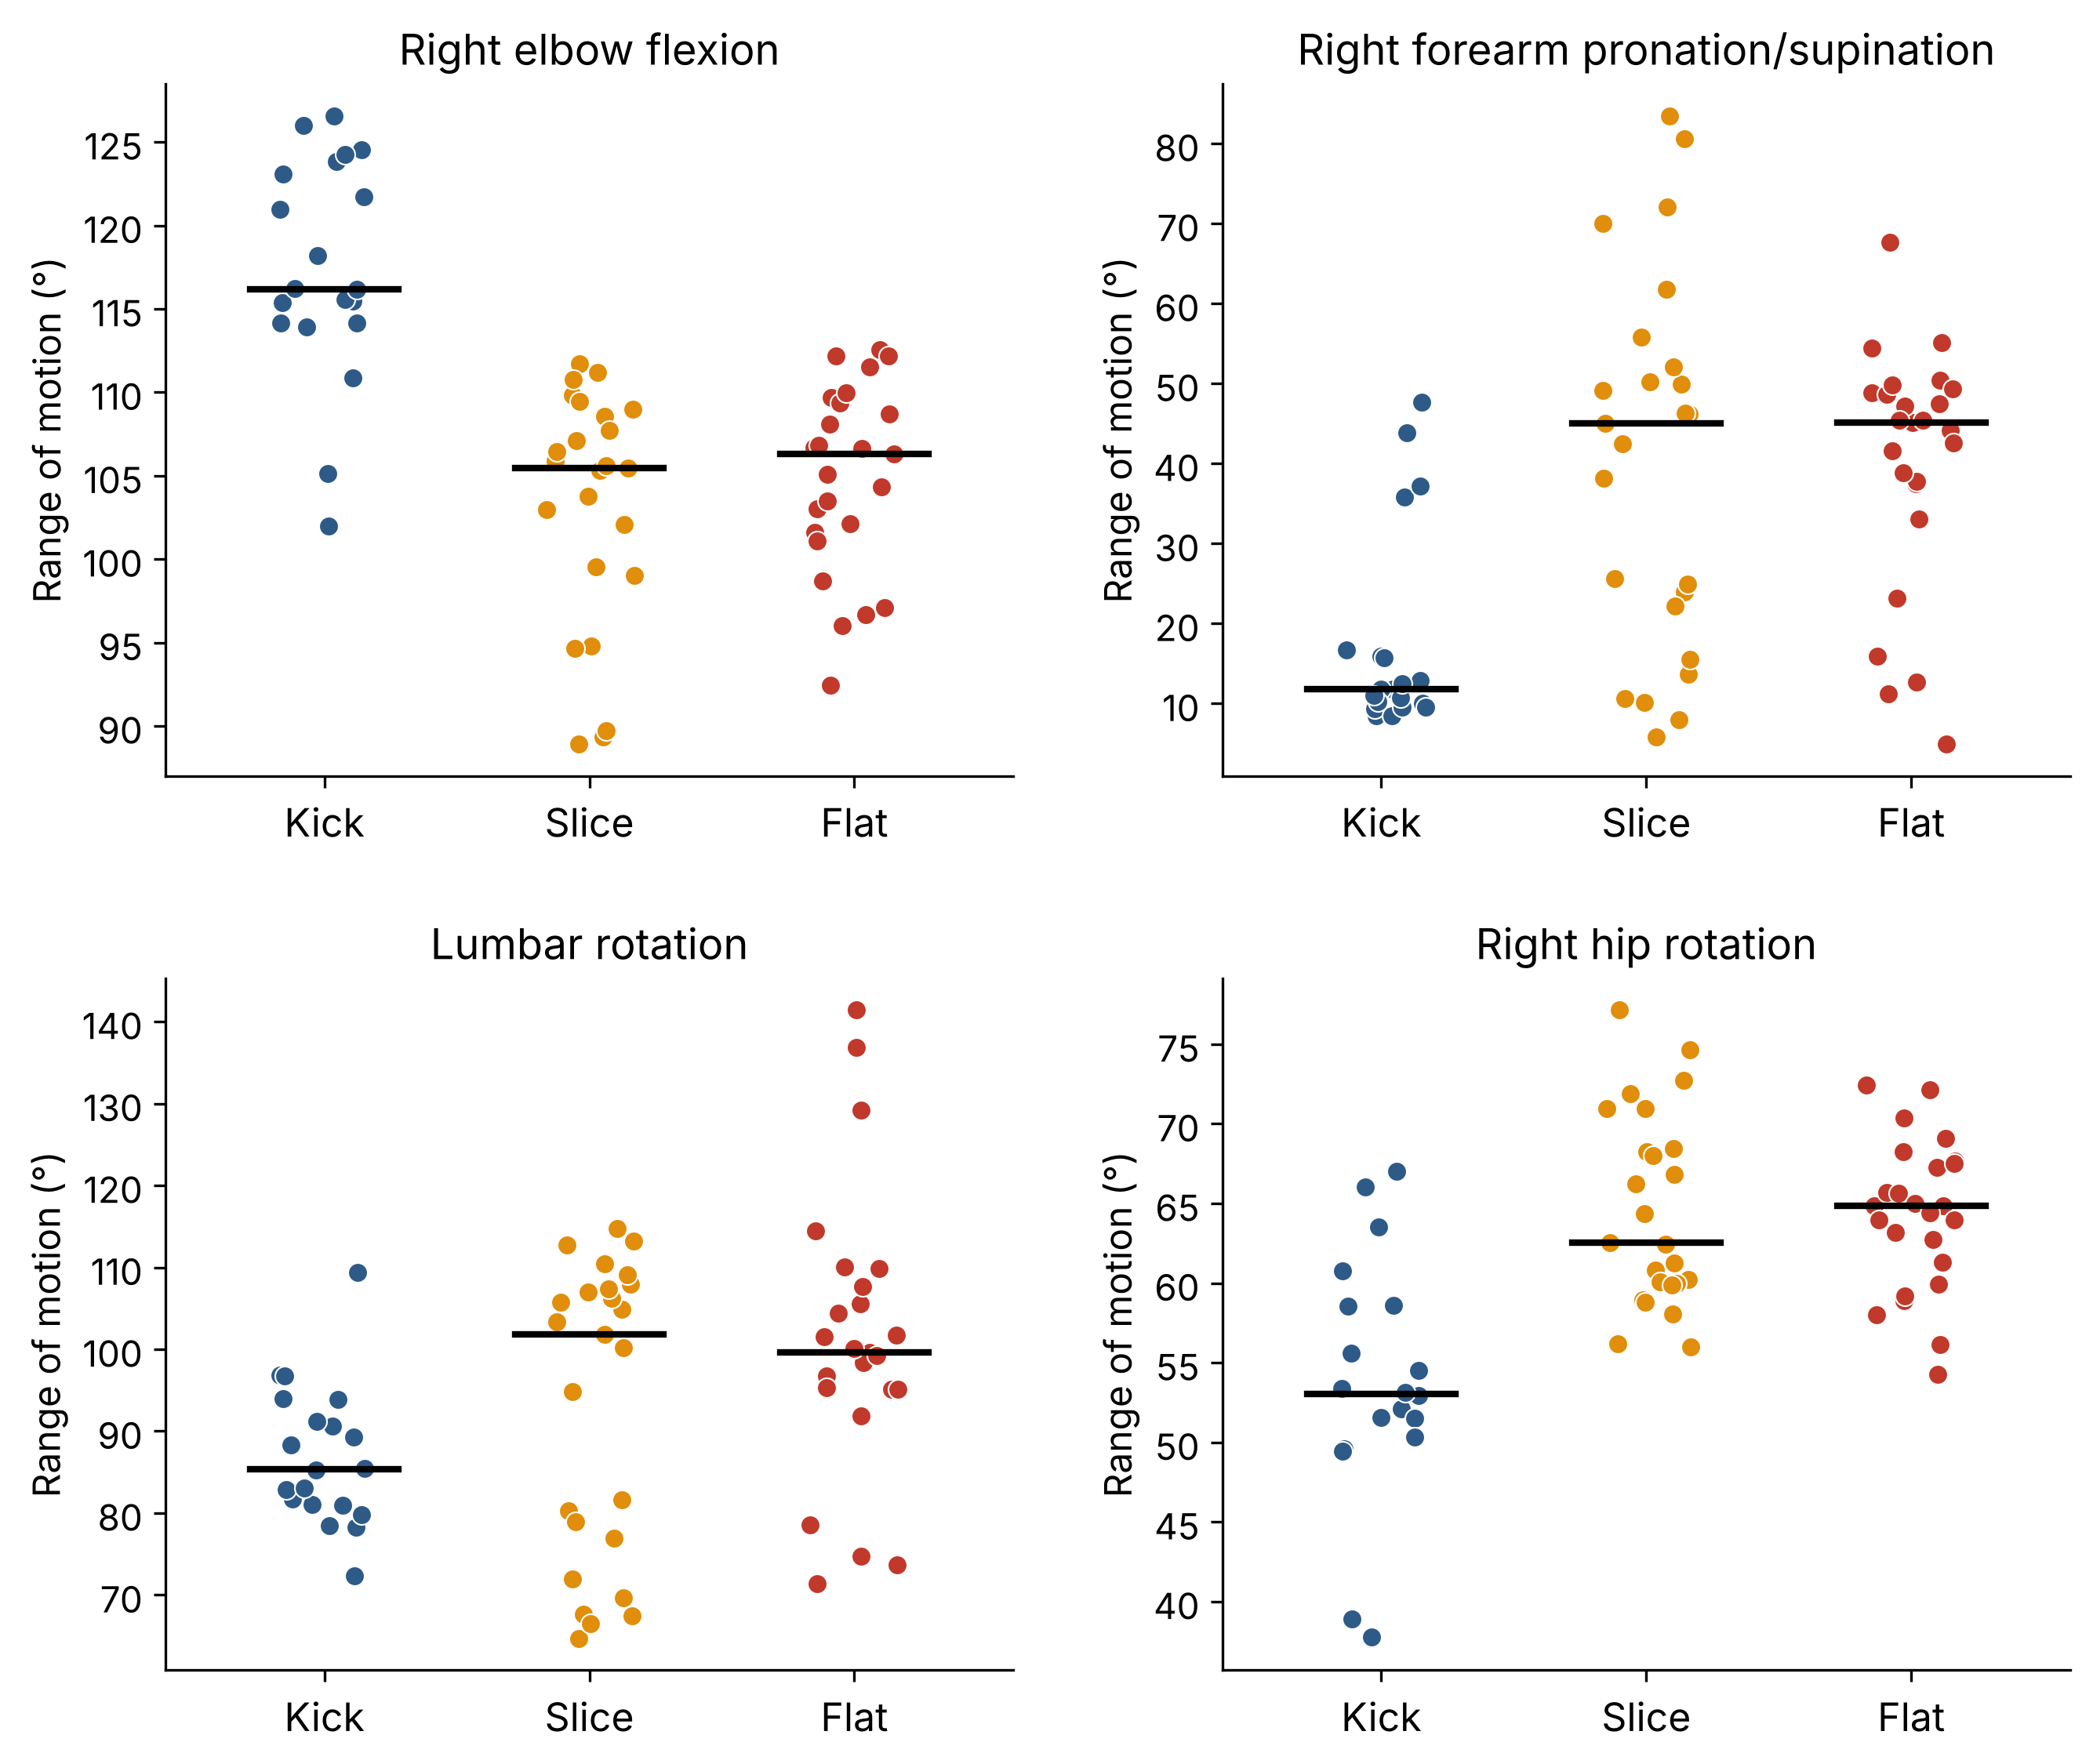 Right elbow flexion
Range of motion (°)
125
120
115
110
105
100
95
90
Kick Slice Flat
Right forearm pronation/supination
Range of motion (°)
80
70
60
50
40
30
20
10
Kick Slice Flat
Lumbar rotation
Range of motion (°)
140
130
120
110
100
90
80
70
Kick Slice Flat
Right hip rotation
Range of motion (°)
75
70
65
60
55
50
45
40
Kick Slice Flat